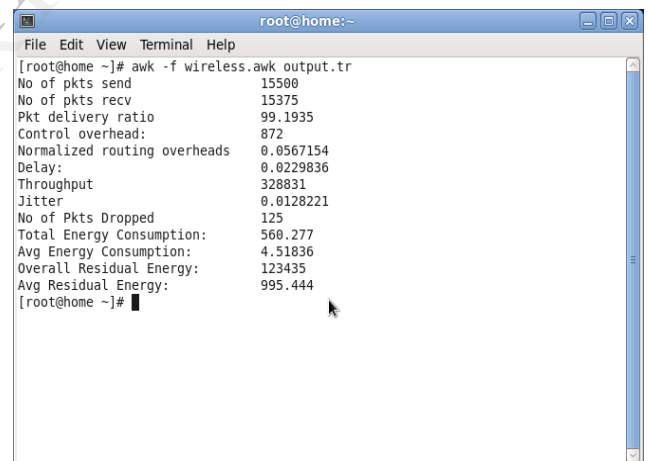 root@home:~
File Edit View Terminal Help
[root@home ~]# awk -f wireless.awk output.tr
No of pkts send 15500
No of pkts recv 15375
Pkt delivery ratio 99.1935
Control overhead: 872
Normalized routing overheads 0.0567154
Delay: 0.0229836
Throughput 328831
Jitter 0.0128221
No of Pkts Dropped 125
Total Energy Consumption: 560.277
Avg Energy Consumption: 4.51836
Overall Residual Energy: 123435
Avg Residual Energy: 995.444
[root@home ~]#